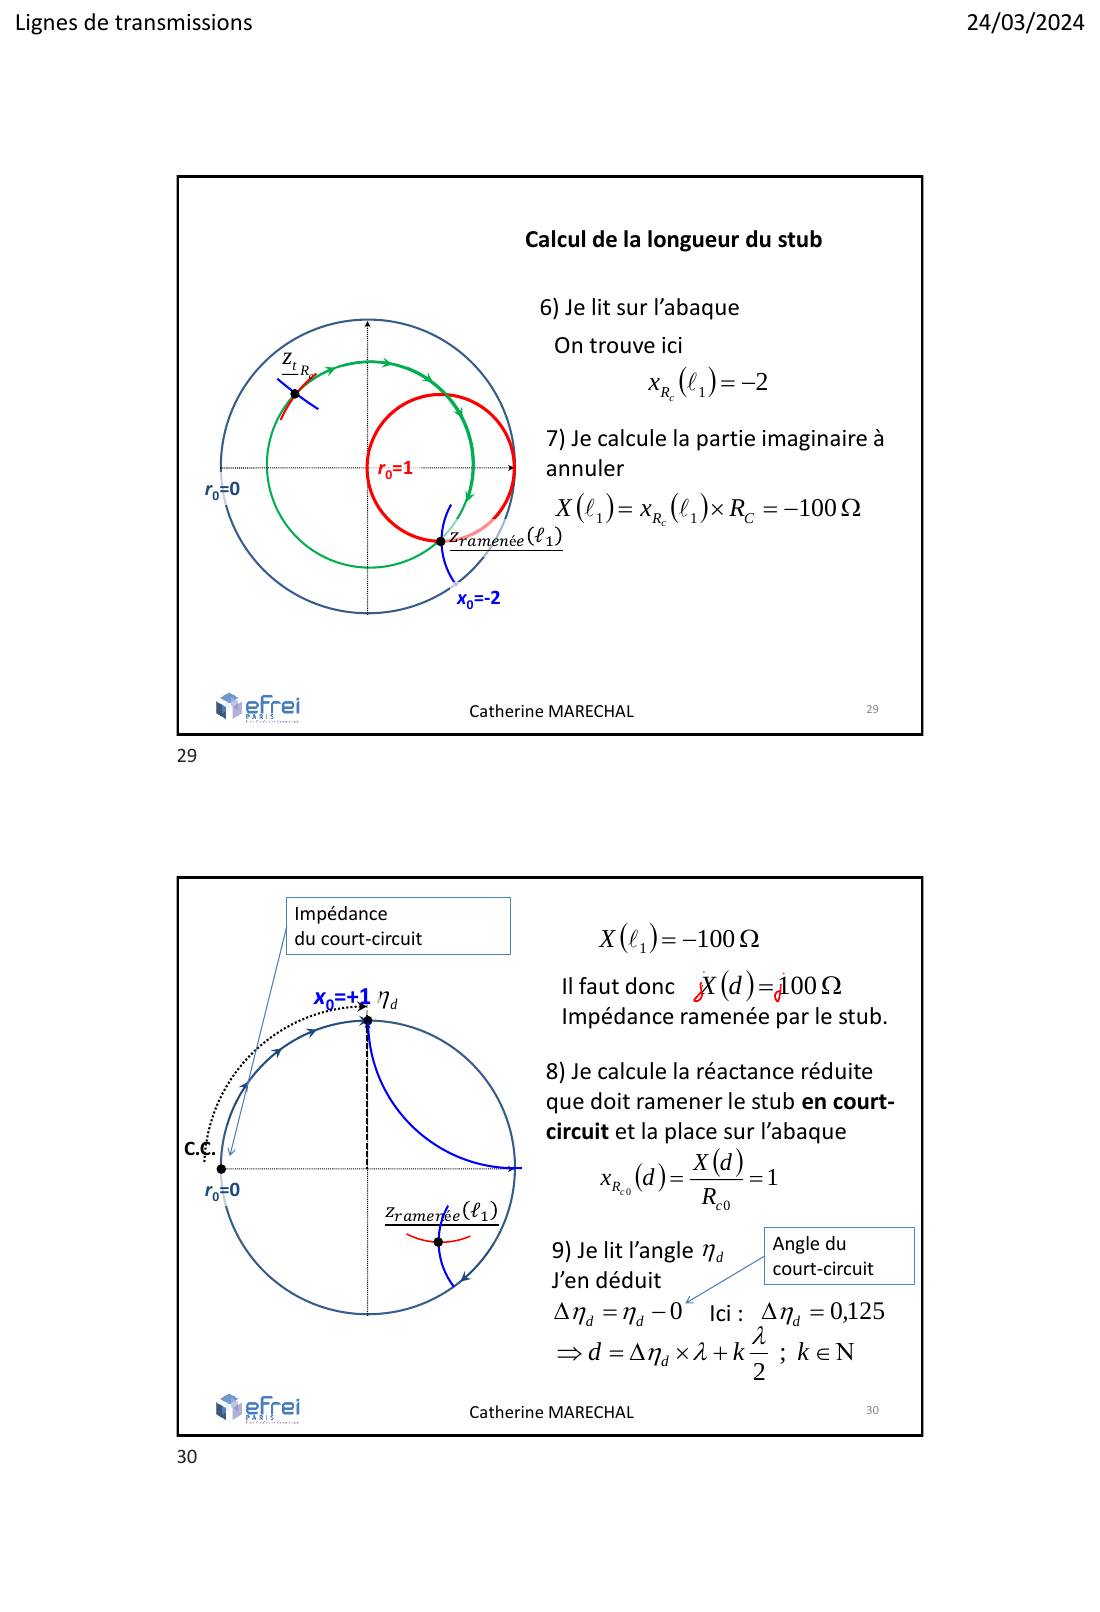 Lignes de transmissions
24/03/2024
Calcul de la longueur du stub
6) Je lit sur l’abaque
On trouve ici
x_{R_c}(ℓ_1) = −2
7) Je calcule la partie imaginaire à
annuler
X(ℓ_1) = x_{R_c}(ℓ_1) × R_C = −100 Ω
z_{t R_c}
r_0=1
r_0=0
z_{ramenée}(ℓ_1)
x_0=-2
efrei
PARIS
Catherine MARECHAL
29
29
Impédance
du court-circuit
X(ℓ_1) = −100 Ω
Il faut donc jX(d) = j100 Ω
Impédance ramenée par le stub.
x_0=+1 η_d
8) Je calcule la réactance réduite
que doit ramener le stub en court-
circuit et la place sur l’abaque
x_{R_{c0}}(d) = X(d) / R_{c0} = 1
C.C.
r_0=0
z_{ramenée}(ℓ_1)
9) Je lit l’angle η_d
J’en déduit
Angle du
court-circuit
Δη_d = η_d − 0 Ici : Δη_d = 0,125
⇒ d = Δη_d × λ + k λ/2 ; k ∈ N
efrei
PARIS
Catherine MARECHAL
30
30